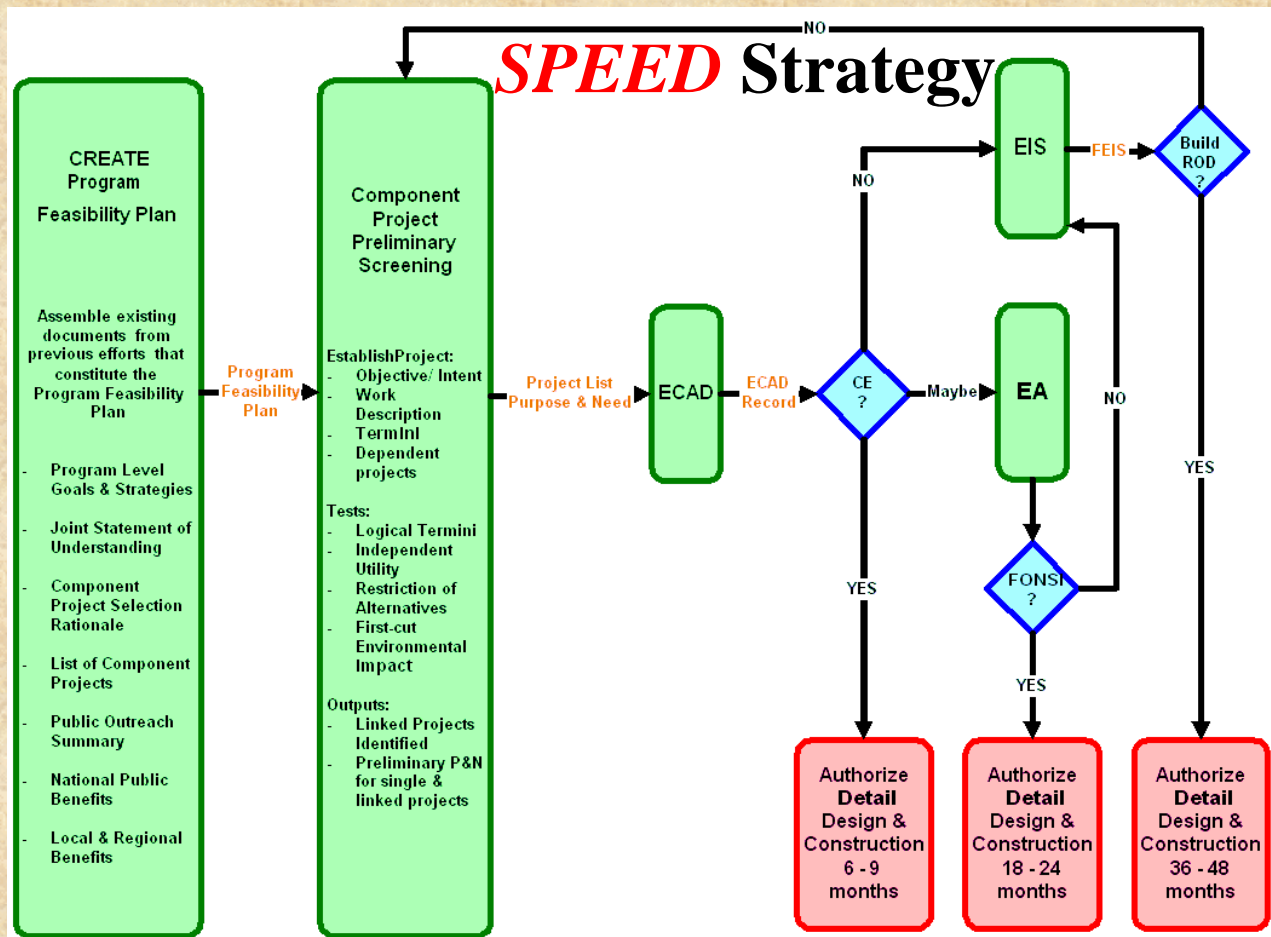 NO
SPEED Strategy
CREATE
Program
Feasibility Plan
Assemble existing
documents from
previous efforts that
constitute the
Program Feasibility
Plan
- Program Level
Goals & Strategies
- Joint Statement of
Understanding
- Component
Project Selection
Rationale
- List of Component
Projects
- Public Outreach
Summary
- National Public
Benefits
- Local & Regional
Benefits
Program
Feasibility
Plan
Component
Project
Preliminary
Screening
EstablishProject:
- Objective/ Intent
- Work
Description
- TermInI
- Dependent
projects
Tests:
- Logical Termini
- Independent
Utility
- Restriction of
Alternatives
- First-cut
Environmental
Impact
Outputs:
- Linked Projects
Identified
- Preliminary P&N
for single &
linked projects
Project List
Purpose & Need
ECAD
ECAD
Record
CE
?
NO
Maybe
YES
EIS
FEIS
Build
ROD
?
EA
NO
FONSI
?
YES
YES
Authorize
Detail
Design &
Construction
6 - 9
months
Authorize
Detail
Design &
Construction
18 - 24
months
Authorize
Detail
Design &
Construction
36 - 48
months